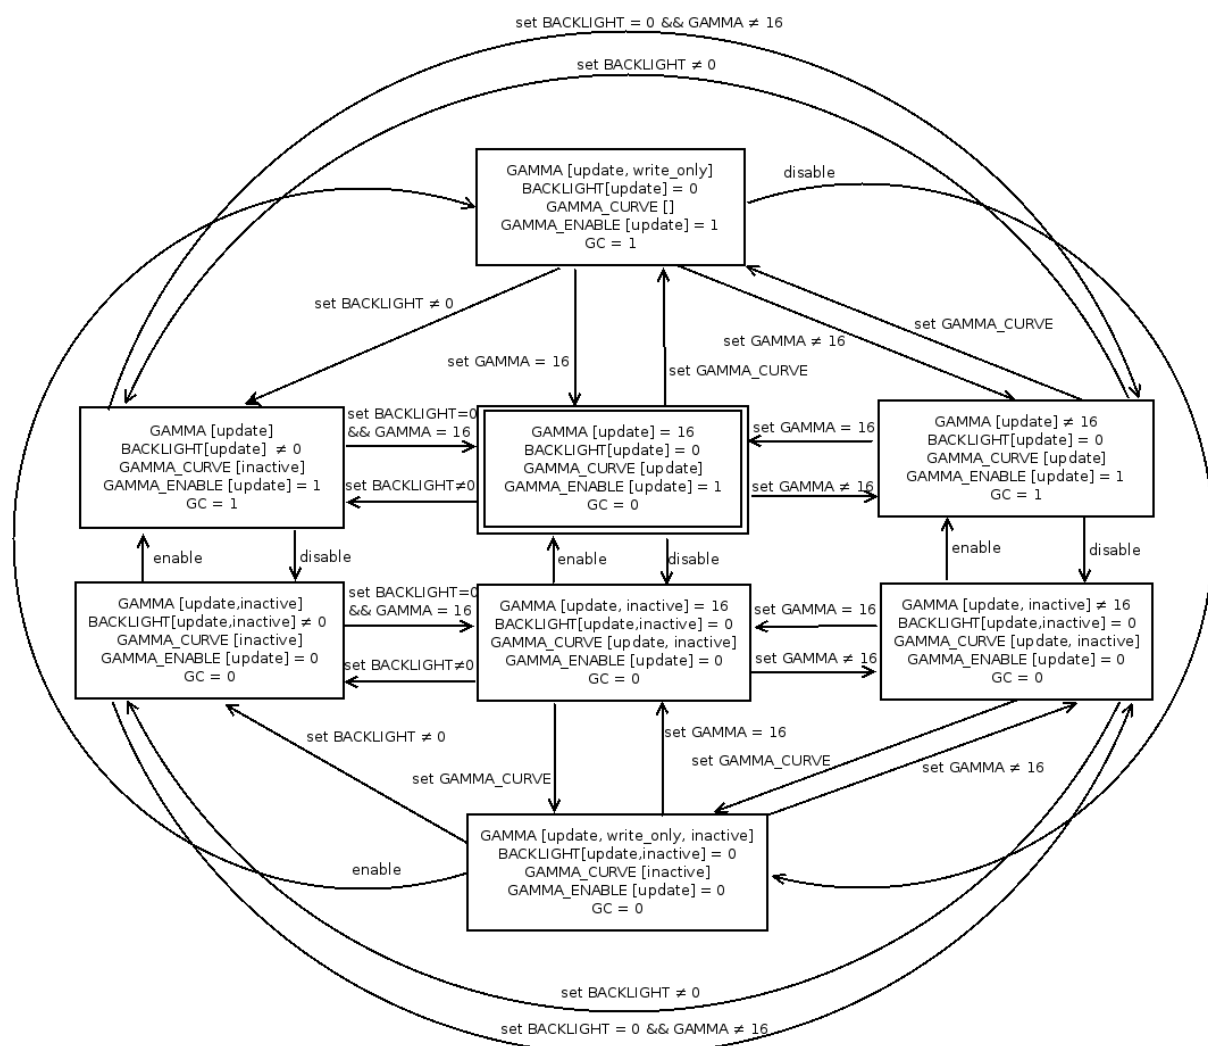 set BACKLIGHT = 0 && GAMMA ≠ 16
set BACKLIGHT ≠ 0
GAMMA [update, write_only]
BACKLIGHT[update] = 0
GAMMA_CURVE []
GAMMA_ENABLE [update] = 1
GC = 1
disable
set BACKLIGHT ≠ 0
set GAMMA = 16
set GAMMA_CURVE
set GAMMA ≠ 16
set GAMMA_CURVE
GAMMA [update]
BACKLIGHT[update] ≠ 0
GAMMA_CURVE [inactive]
GAMMA_ENABLE [update] = 1
GC = 1
set BACKLIGHT=0
&& GAMMA = 16
set BACKLIGHT≠0
GAMMA [update] = 16
BACKLIGHT[update] = 0
GAMMA_CURVE [update]
GAMMA_ENABLE [update] = 1
GC = 0
set GAMMA = 16
set GAMMA ≠ 16
GAMMA [update] ≠ 16
BACKLIGHT[update] = 0
GAMMA_CURVE [update]
GAMMA_ENABLE [update] = 1
GC = 1
enable
disable
enable
disable
enable
disable
GAMMA [update,inactive]
BACKLIGHT[update,inactive] ≠ 0
GAMMA_CURVE [inactive]
GAMMA_ENABLE [update] = 0
GC = 0
set BACKLIGHT=0
&& GAMMA = 16
set BACKLIGHT≠0
GAMMA [update, inactive] = 16
BACKLIGHT[update,inactive] = 0
GAMMA_CURVE [update, inactive]
GAMMA_ENABLE [update] = 0
GC = 0
set GAMMA = 16
set GAMMA ≠ 16
GAMMA [update, inactive] ≠ 16
BACKLIGHT[update,inactive] = 0
GAMMA_CURVE [update, inactive]
GAMMA_ENABLE [update] = 0
GC = 0
set BACKLIGHT ≠ 0
set GAMMA_CURVE
set GAMMA = 16
set GAMMA_CURVE
set GAMMA ≠ 16
GAMMA [update, write_only, inactive]
BACKLIGHT[update,inactive] = 0
GAMMA_CURVE [inactive]
GAMMA_ENABLE [update] = 0
GC = 0
enable
set BACKLIGHT ≠ 0
set BACKLIGHT = 0 && GAMMA ≠ 16